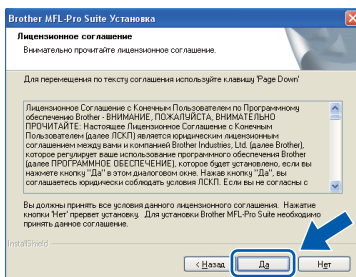 Brother MFL-Pro Suite Установка
Лицензионное соглашение
Внимательно прочитайте лицензионное соглашение.
Для перемещения по тексту соглашения используйте клавишу 'Page Down'
Лицензионное Соглашение с Конечным Пользователем по Программному
обеспечению Brother - ВНИМАНИЕ, ПОЖАЛУЙСТА, ВНИМАТЕЛЬНО
ПРОЧИТАЙТЕ: Настоящее Лицензионное Соглашение с Конечным
Пользователем (далее ЛСКП) является юридическим лицензионным
соглашением между вами и компанией Brother Industries, Ltd. (далее Brother),
которое регулирует ваше использование программного обеспечения Brother
(далее ПРОГРАММНОЕ ОБЕСПЕЧЕНИЕ), которое будет установлено, если вы
нажмете кнопку "Да" в этом диалоговом окне. Нажав кнопку "Да", вы
соглашаетесь юридически соблюдать условия ЛСКП. Если вы не согласны с
Вы должны принять все условия данного лицензионного соглашения. Нажатие
кнопки 'Нет' прервет установку. Для установки Brother MFL-Pro Suite необходимо
принять данное соглашение.
InstallShield
< Назад
Да
Нет